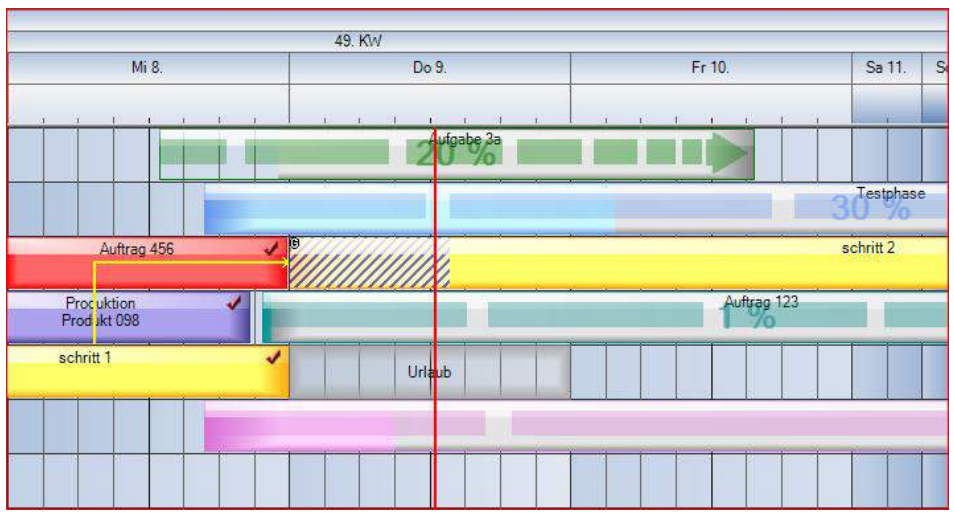 49. KW
Mi 8.
Do 9.
Fr 10.
Sa 11.
Aufgabe 3a
20 %
Testphase
30 %
Auftrag 456
G
schritt 2
Produktion
Produkt 098
Auftrag 123
1 %
schritt 1
Urlaub